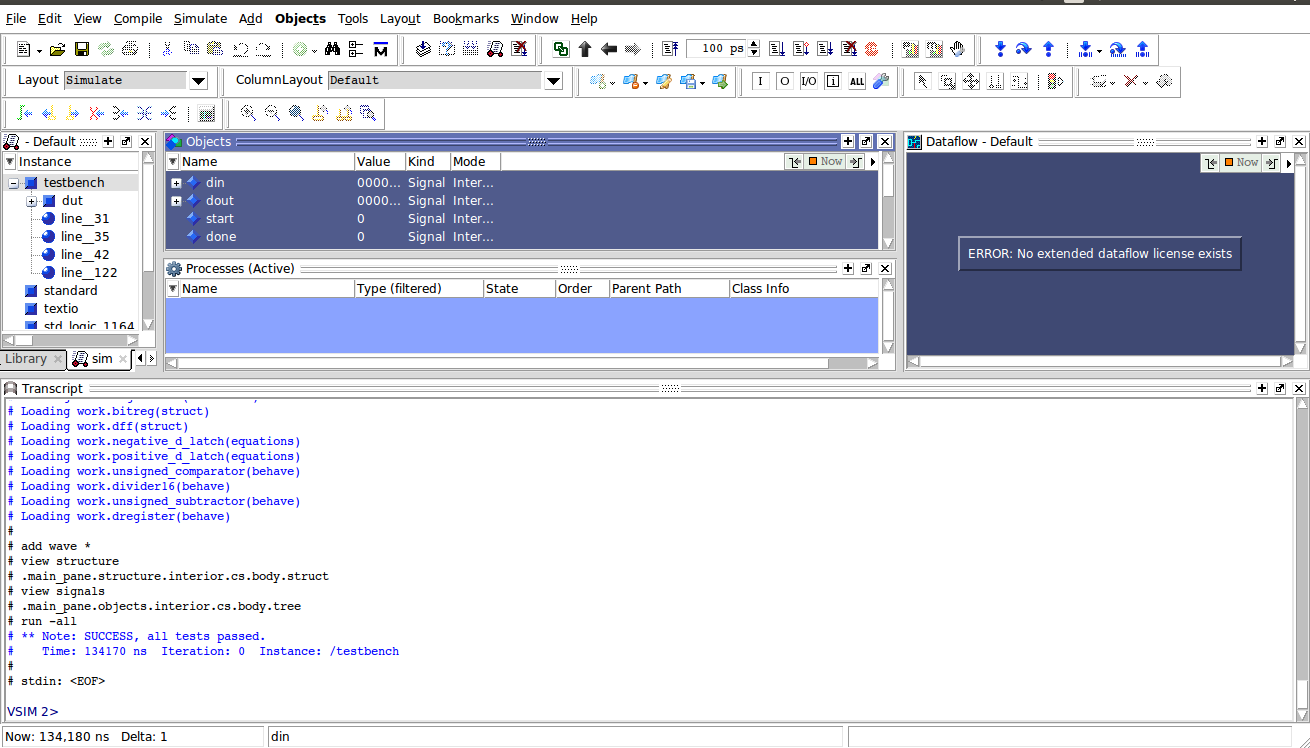 File Edit View Compile Simulate Add Objects Tools Layout Bookmarks Window Help
100 ps
Layout Simulate ColumnLayout Default
I O I/O i ALL
- Default
Instance
testbench
dut
line__31
line__35
line__42
line__122
standard
textio
std_logic_1164
Library sim
Objects
Name Value Kind Mode
Now
din 0000... Signal Inter...
dout 0000... Signal Inter...
start 0 Signal Inter...
done 0 Signal Inter...
Processes (Active)
Name Type (filtered) State Order Parent Path Class Info
Dataflow - Default
Now
ERROR: No extended dataflow license exists
Transcript
# Loading work.bitreg(struct)
# Loading work.dff(struct)
# Loading work.negative_d_latch(equations)
# Loading work.positive_d_latch(equations)
# Loading work.unsigned_comparator(behave)
# Loading work.divider16(behave)
# Loading work.unsigned_subtractor(behave)
# Loading work.dregister(behave)
#
# add wave *
# view structure
# .main_pane.structure.interior.cs.body.struct
# view signals
# .main_pane.objects.interior.cs.body.tree
# run -all
# ** Note: SUCCESS, all tests passed.
# Time: 134170 ns Iteration: 0 Instance: /testbench
#
# stdin: <EOF>
VSIM 2>
Now: 134,180 ns Delta: 1 din